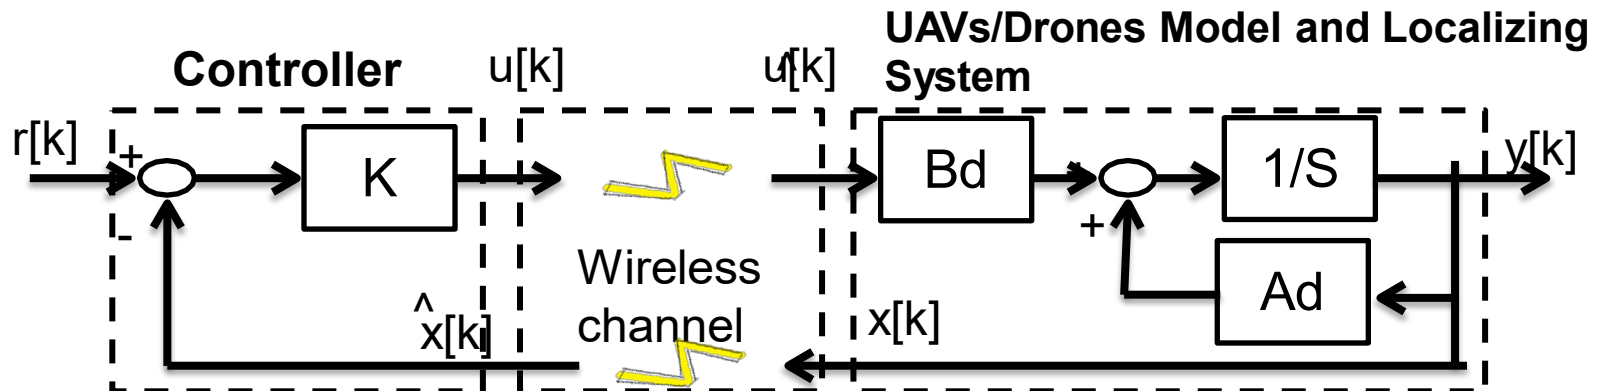 UAVs/Drones Model and Localizing
System
Controller
u[k]
û[k]
r[k]
+
-
K
Bd
+
1/S
y[k]
Ad
Wireless
channel
x̂[k]
x[k]